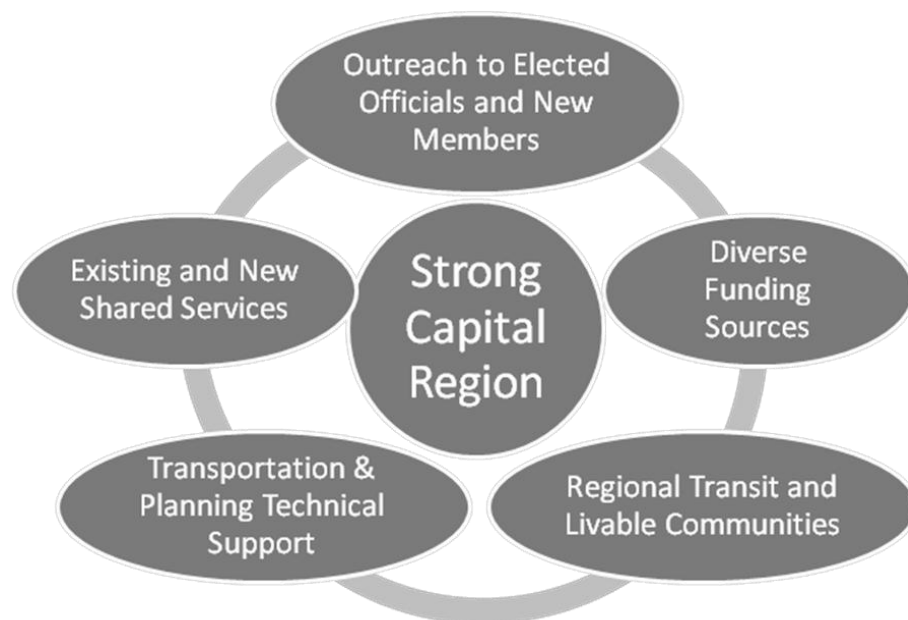 Outreach to Elected
Officials and New
Members
Existing and New
Shared Services
Strong
Capital
Region
Diverse
Funding
Sources
Transportation &
Planning Technical
Support
Regional Transit and
Livable Communities